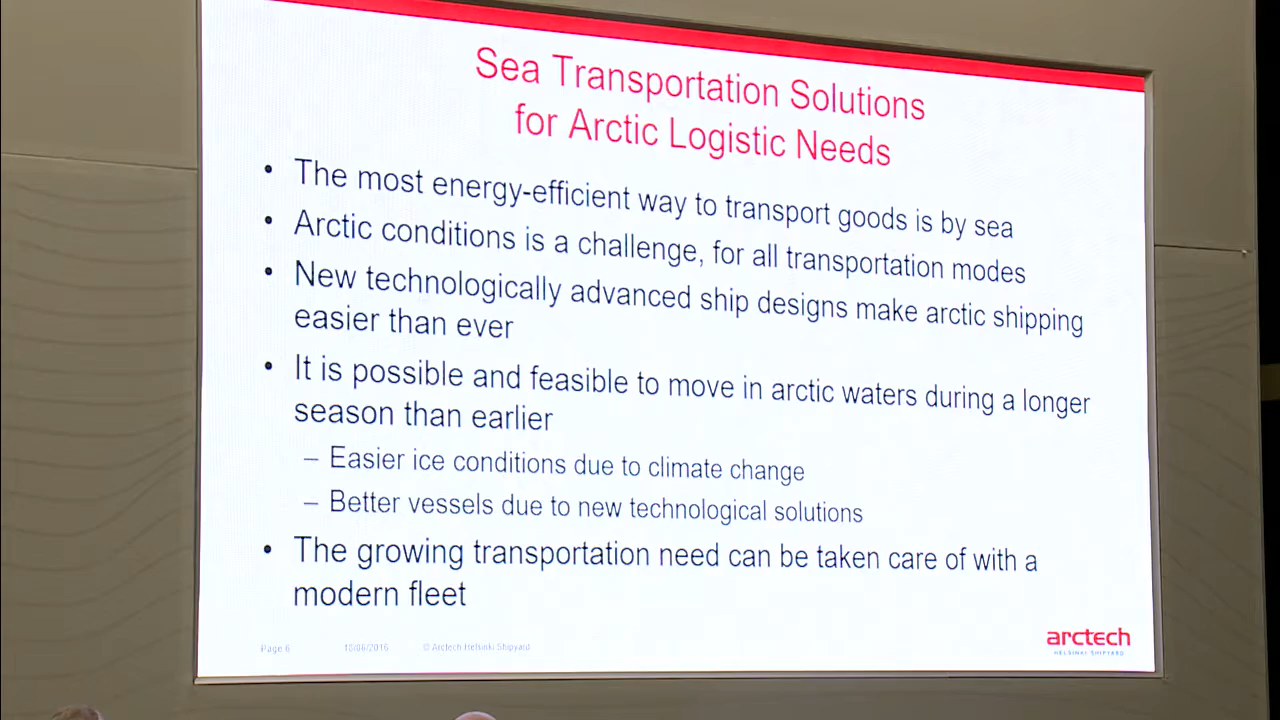 Sea Transportation Solutions
for Arctic Logistic Needs
• The most energy-efficient way to transport goods is by sea
• Arctic conditions is a challenge, for all transportation modes
• New technologically advanced ship designs make arctic shipping
easier than ever
• It is possible and feasible to move in arctic waters during a longer
season than earlier
– Easier ice conditions due to climate change
– Better vessels due to new technological solutions
• The growing transportation need can be taken care of with a
modern fleet
Page 6 © Arctech Helsinki Shipyard
arctech
HELSINKI SHIPYARD